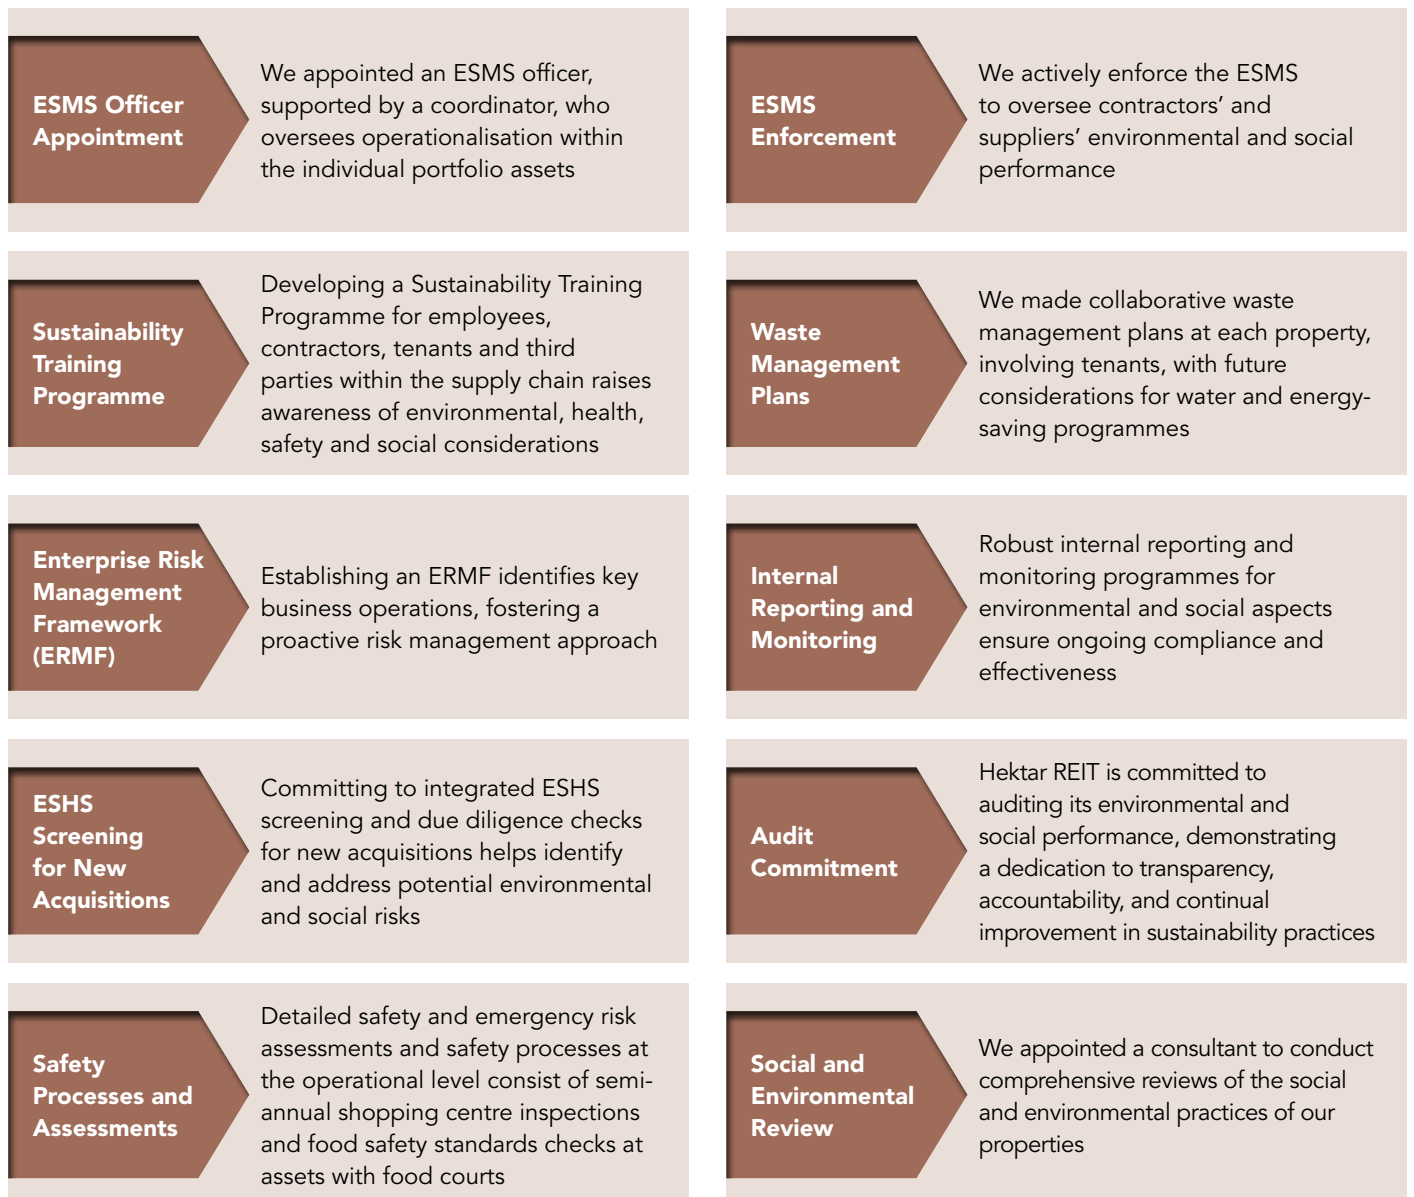 ESMS Officer
Appointment
We appointed an ESMS officer,
supported by a coordinator, who
oversees operationalisation within
the individual portfolio assets
ESMS
Enforcement
We actively enforce the ESMS
to oversee contractors’ and
suppliers’ environmental and social
performance
Sustainability
Training
Programme
Developing a Sustainability Training
Programme for employees,
contractors, tenants and third
parties within the supply chain raises
awareness of environmental, health,
safety and social considerations
Waste
Management
Plans
We made collaborative waste
management plans at each property,
involving tenants, with future
considerations for water and energy-
saving programmes
Enterprise Risk
Management
Framework
(ERMF)
Establishing an ERMF identifies key
business operations, fostering a
proactive risk management approach
Internal
Reporting and
Monitoring
Robust internal reporting and
monitoring programmes for
environmental and social aspects
ensure ongoing compliance and
effectiveness
ESHS
Screening
for New
Acquisitions
Committing to integrated ESHS
screening and due diligence checks
for new acquisitions helps identify
and address potential environmental
and social risks
Audit
Commitment
Hektar REIT is committed to
auditing its environmental and
social performance, demonstrating
a dedication to transparency,
accountability, and continual
improvement in sustainability practices
Safety
Processes and
Assessments
Detailed safety and emergency risk
assessments and safety processes at
the operational level consist of semi-
annual shopping centre inspections
and food safety standards checks at
assets with food courts
Social and
Environmental
Review
We appointed a consultant to conduct
comprehensive reviews of the social
and environmental practices of our
properties